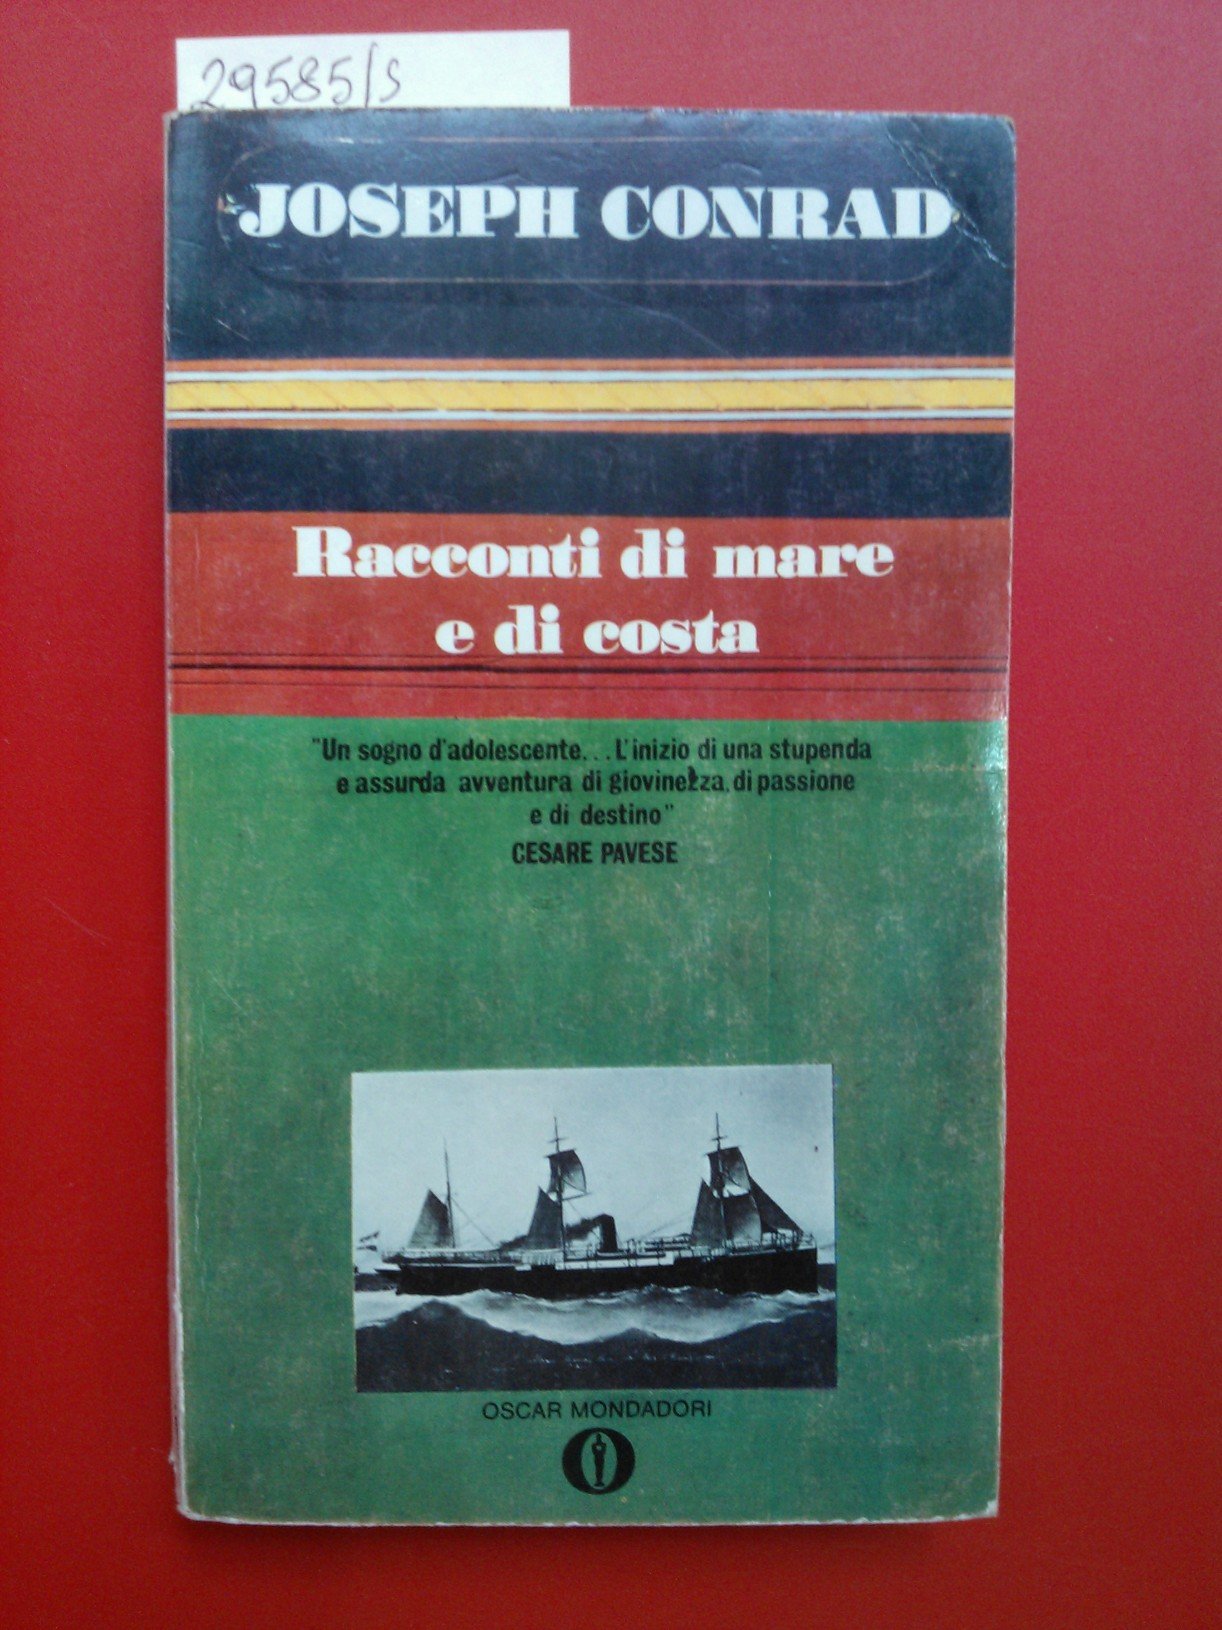 29585/s
JOSEPH CONRAD
Racconti di mare
e di costa
"Un sogno d'adolescente... L'inizio di una stupenda
e assurda avventura di giovinezza, di passione
e di destino"
CESARE PAVESE
OSCAR MONDADORI